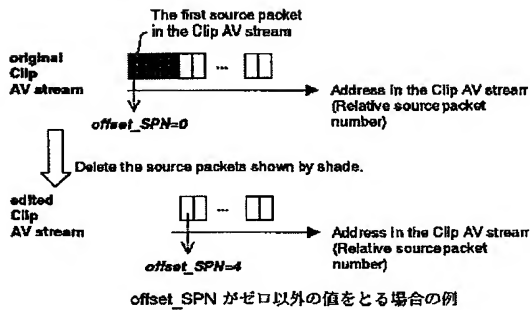 The first source packet
in the Clip AV stream
original
Clip
AV stream
...
Address in the Clip AV stream
(Relative source packet
number)
offset_SPN=0
Delete the source packets shown by shade.
edited
Clip
AV stream
...
Address in the Clip AV stream
(Relative source packet
number)
offset_SPN=4
offset_SPN がゼロ以外の値をとる場合の例